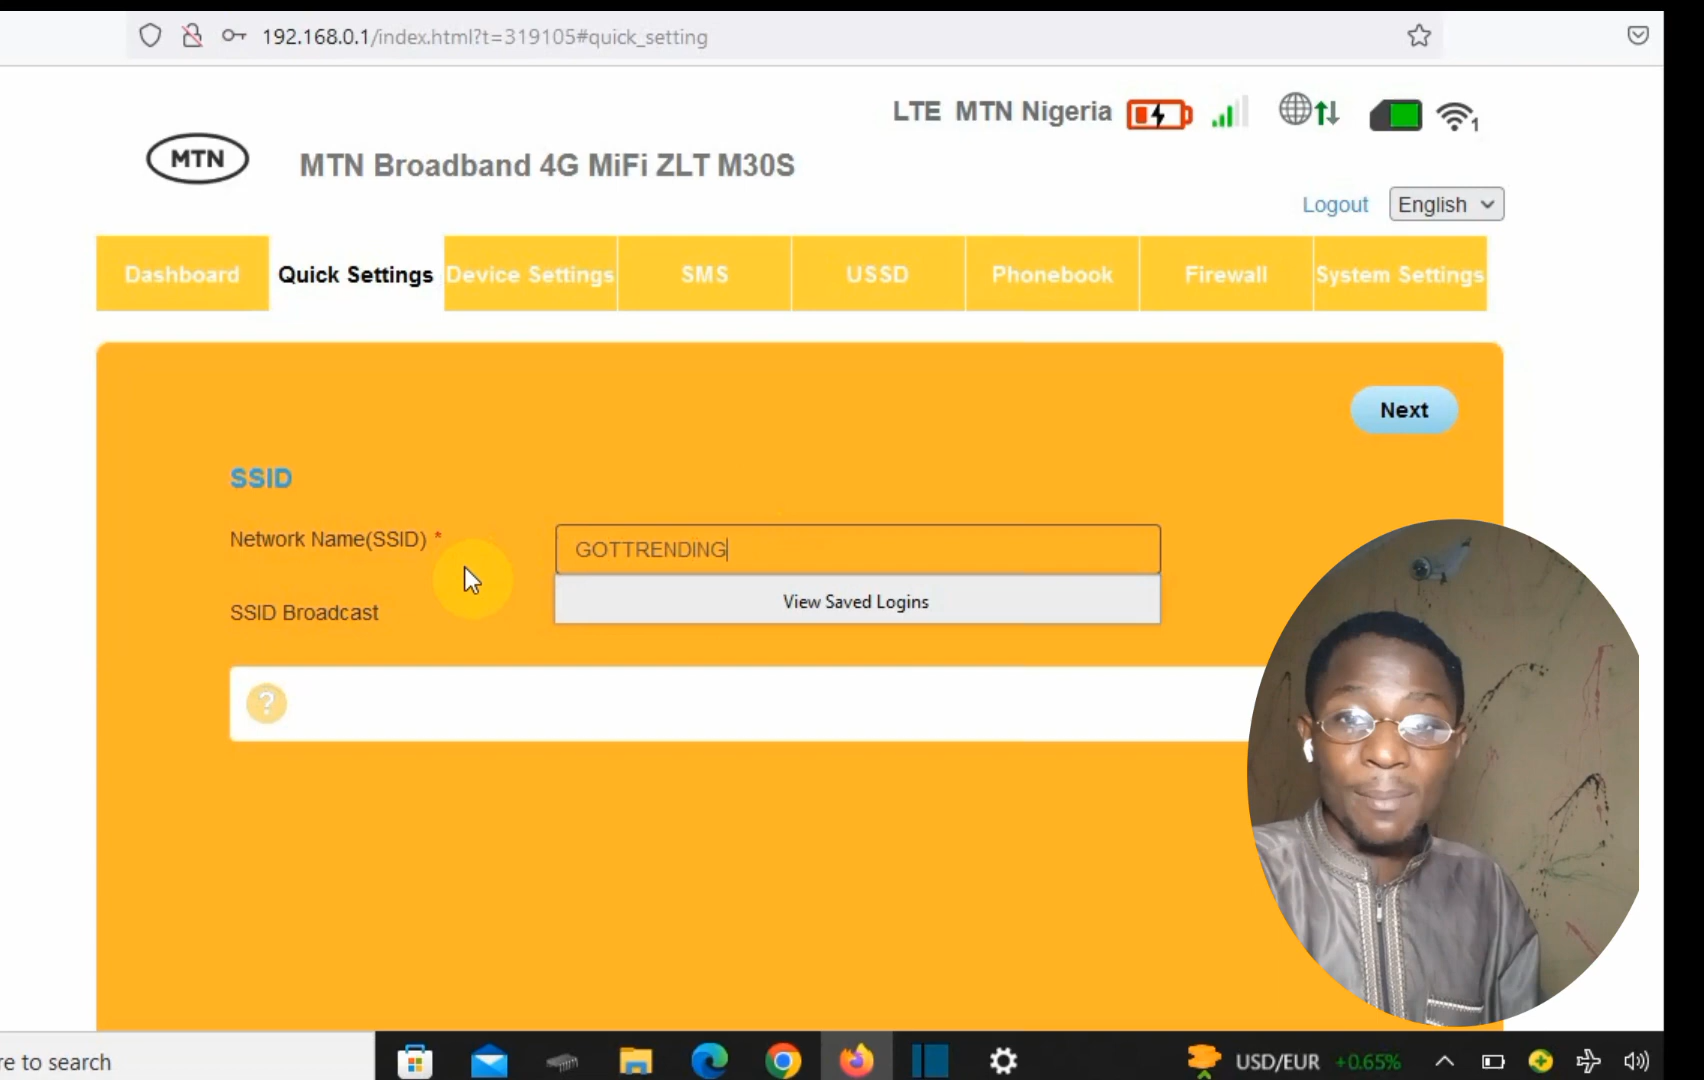 192.168.0.1/index.html?t=319105#quick_setting
LTE MTN Nigeria
1
MTN
MTN Broadband 4G MiFi ZLT M30S
Logout
English
Dashboard
Quick Settings
Device Settings
SMS
USSD
Phonebook
Firewall
System Settings
Next
SSID
Network Name(SSID) *
GOTTRENDING
View Saved Logins
SSID Broadcast
?
re to search
USD/EUR +0.65%